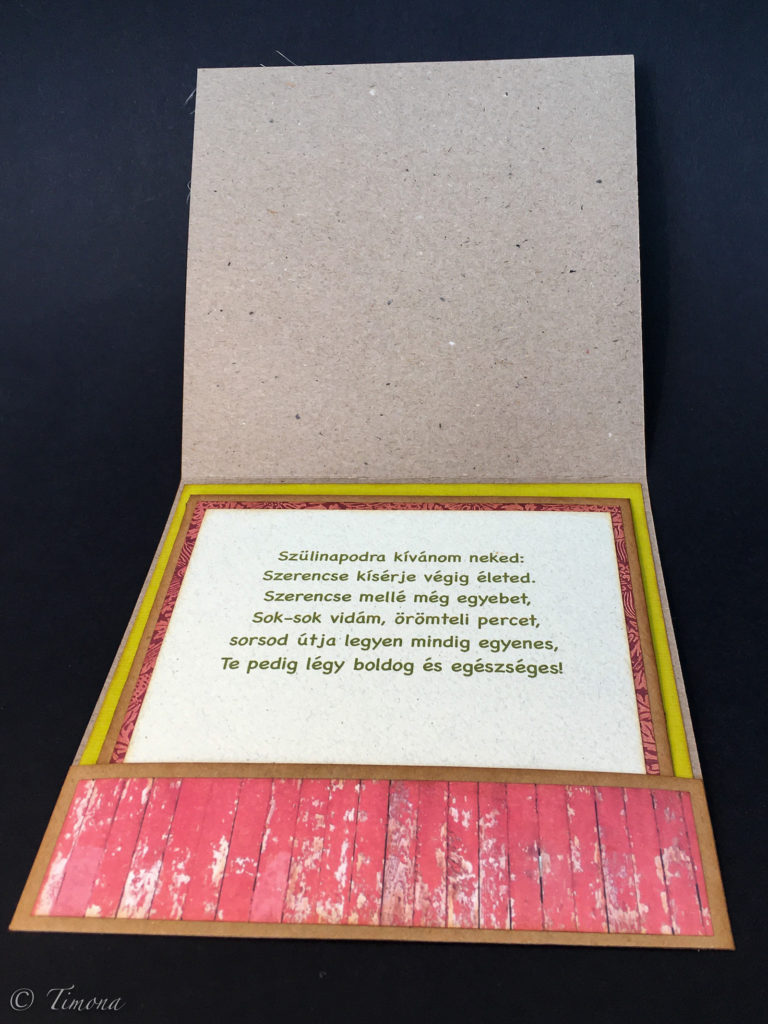 Szülinapodra kívánom neked:
Szerencse kísérje végig életed.
Szerencse mellé még egyebet,
Sok-sok vidám, örömteli percet,
sorsod útja legyen mindig egyenes,
Te pedig légy boldog és egészséges!
© Timona